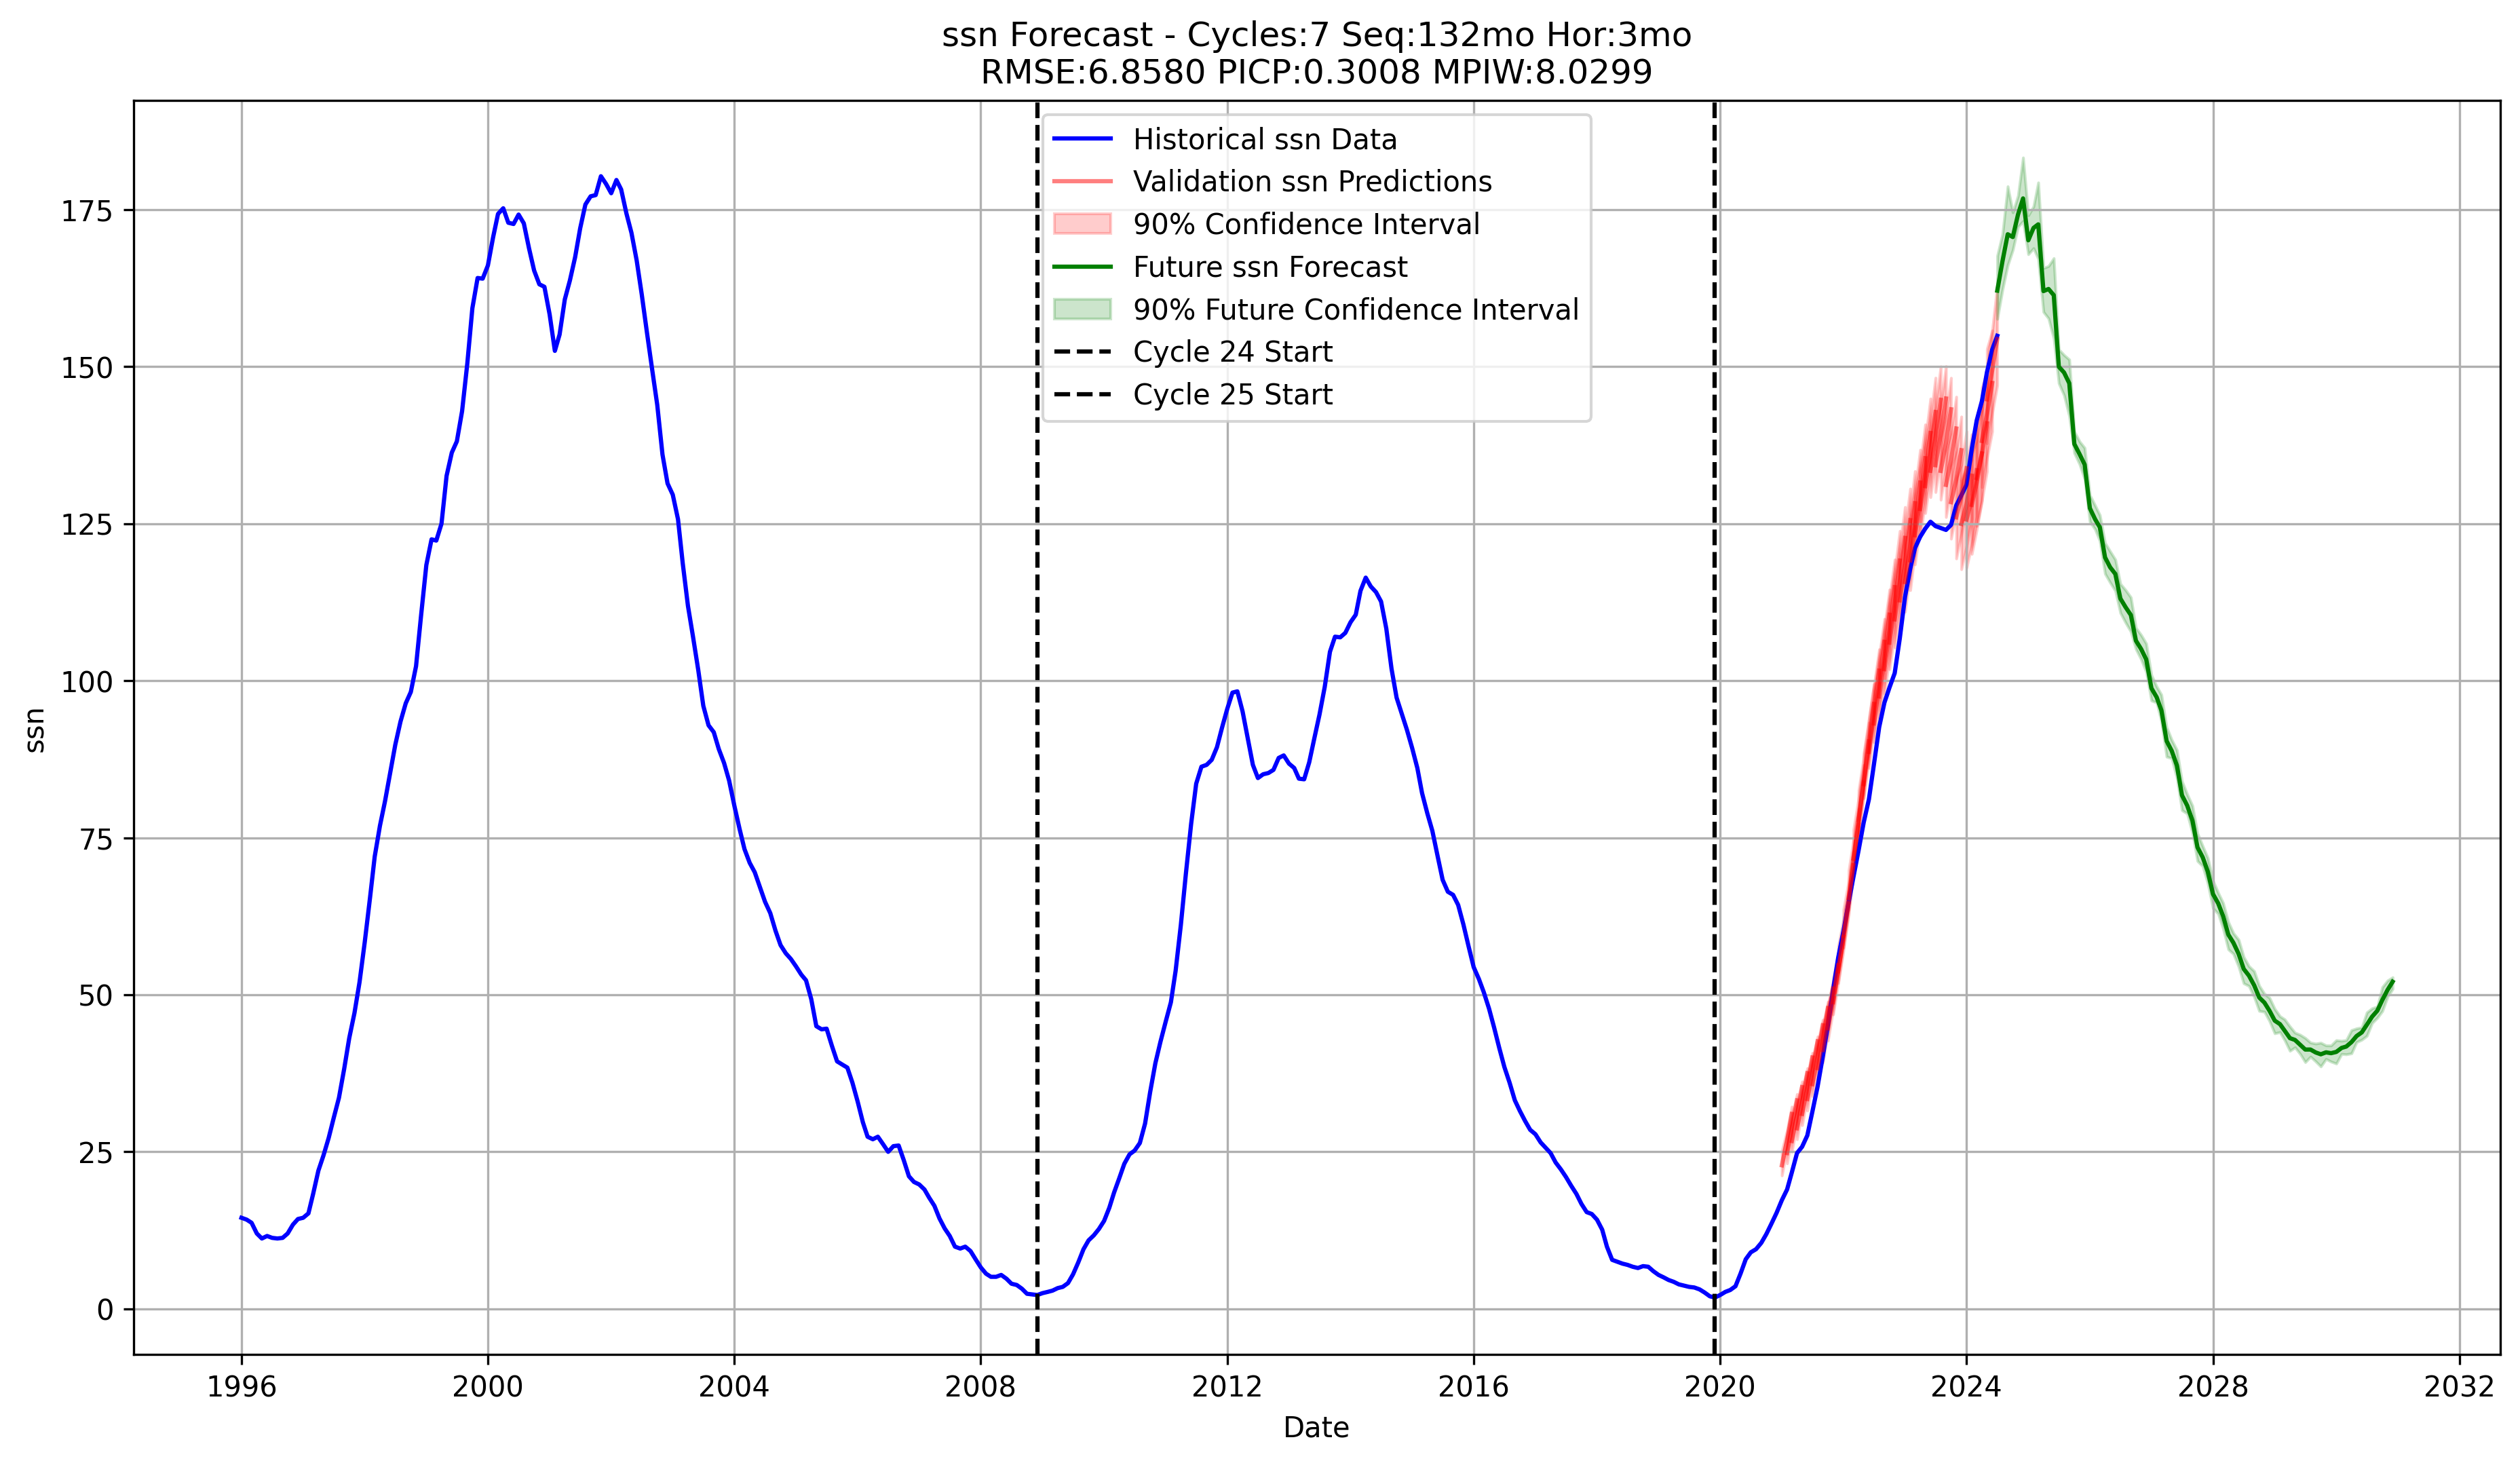 ssn Forecast - Cycles:7 Seq:132mo Hor:3mo
RMSE:6.8580 PICP:0.3008 MPIW:8.0299
Historical ssn Data
Validation ssn Predictions
90% Confidence Interval
Future ssn Forecast
90% Future Confidence Interval
Cycle 24 Start
Cycle 25 Start
ssn
175
150
125
100
75
50
25
0
1996 2000 2004 2008 2012 2016 2020 2024 2028 2032
Date